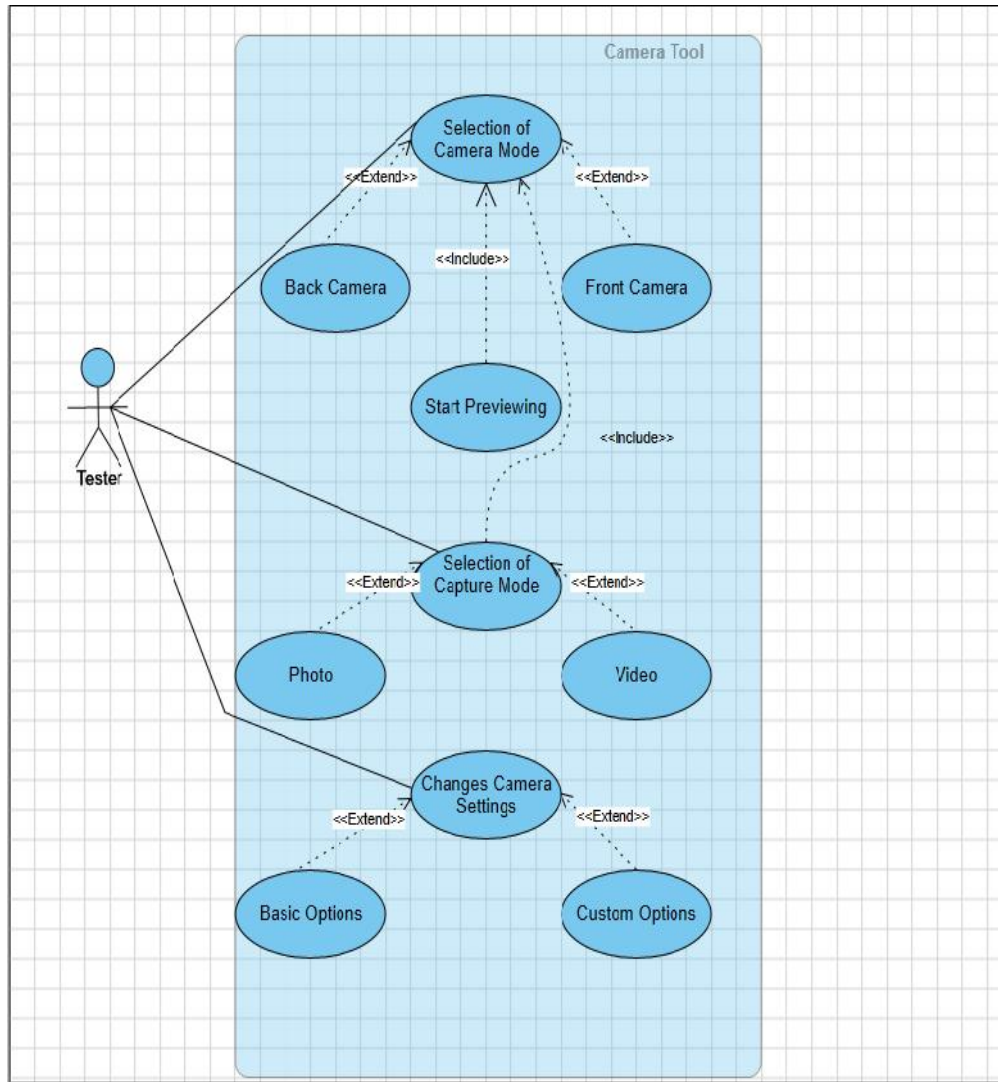 Camera Tool
Selection of
Camera Mode
<<Extend>>
<<Extend>>
<<Include>>
Back Camera
Front Camera
Start Previewing
<<Include>>
Tester
Selection of
Capture Mode
<<Extend>>
<<Extend>>
Photo
Video
Changes Camera
Settings
<<Extend>>
<<Extend>>
Basic Options
Custom Options